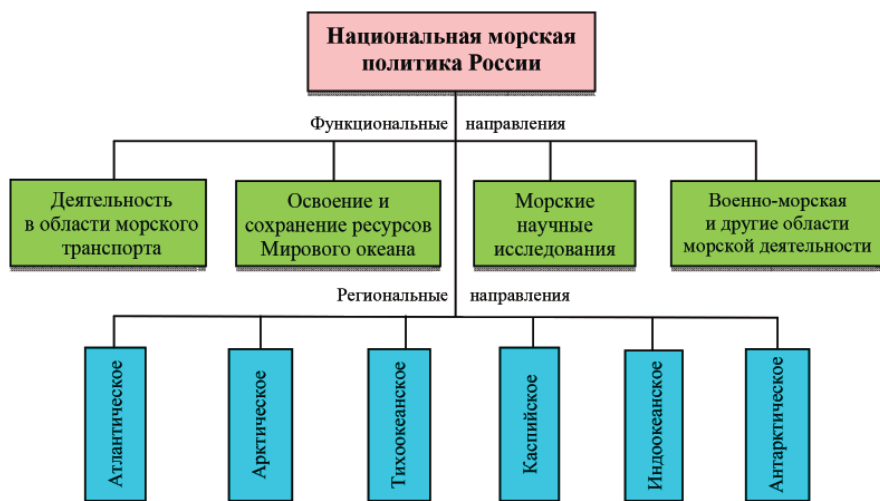 Национальная морская
политика России
Функциональные направления
Деятельность
в области морского
транспорта
Освоение и
сохранение ресурсов
Мирового океана
Морские
научные
исследования
Военно-морская
и другие области
морской деятельности
Региональные направления
Атлантическое
Арктическое
Тихоокеанское
Каспийское
Индоокеанское
Антарктическое